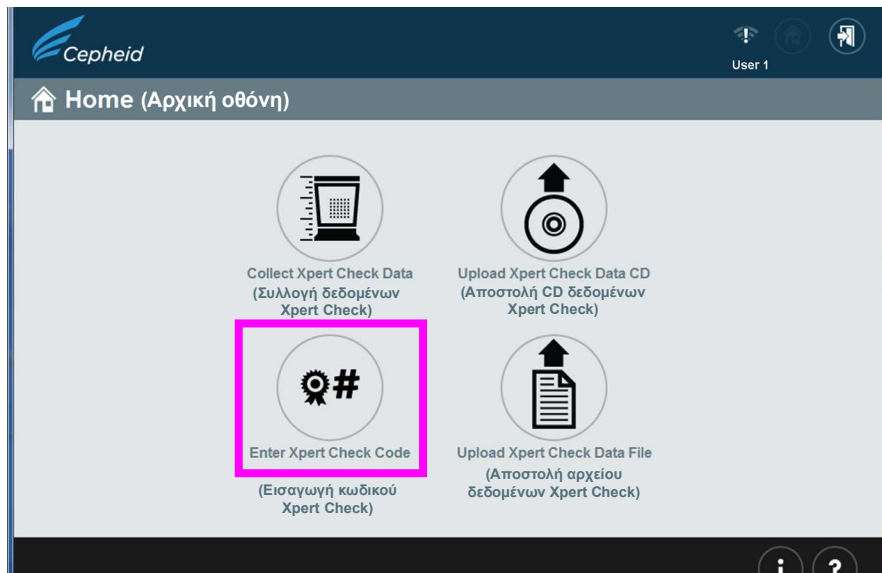 Cepheid
User 1
Home (Αρχική οθόνη)
Collect Xpert Check Data
(Συλλογή δεδομένων
Xpert Check)
Upload Xpert Check Data CD
(Αποστολή CD δεδομένων
Xpert Check)
#
Enter Xpert Check Code
(Εισαγωγή κωδικού
Xpert Check)
Upload Xpert Check Data File
(Αποστολή αρχείου
δεδομένων Xpert Check)
i ?